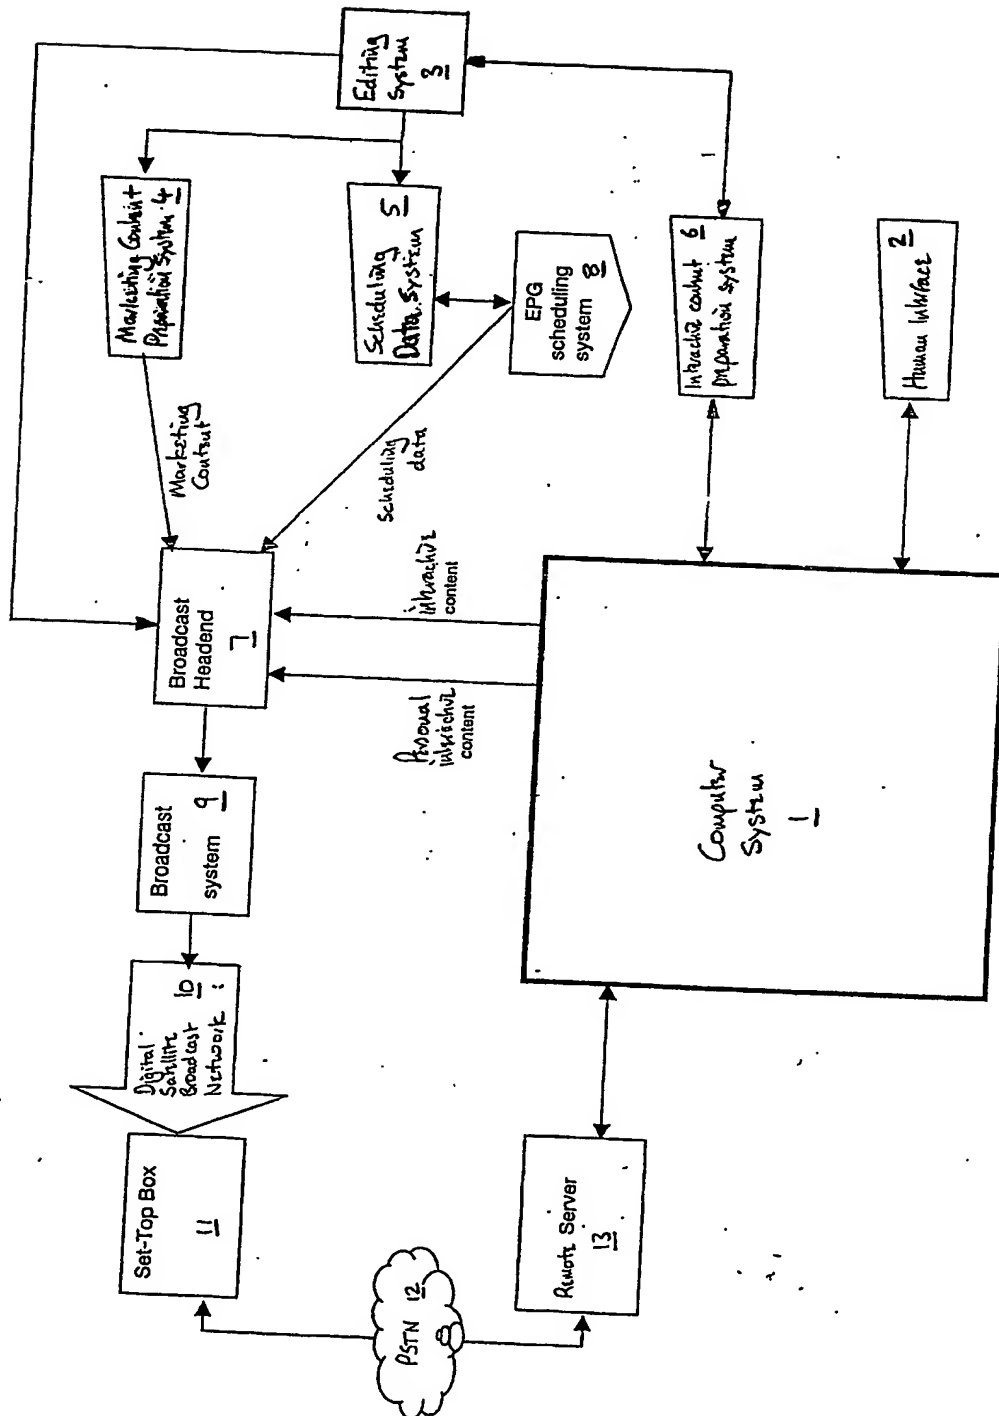 Editing
System
3
Marketing Content
Preparation System 4
Scheduling
Data System
5
EPG
scheduling
system 8
Interactive content 6
preparation system
Human Interface 2
Marketing
Content
Scheduling
data
interactive
content
Personal
interactive
content
Broadcast
Headend
7
Broadcast
system 9
Digital
Satellite 10
Broadcast
Network
Set-Top Box
11
PSTN 12
Remote Server
13
Computer
System
1